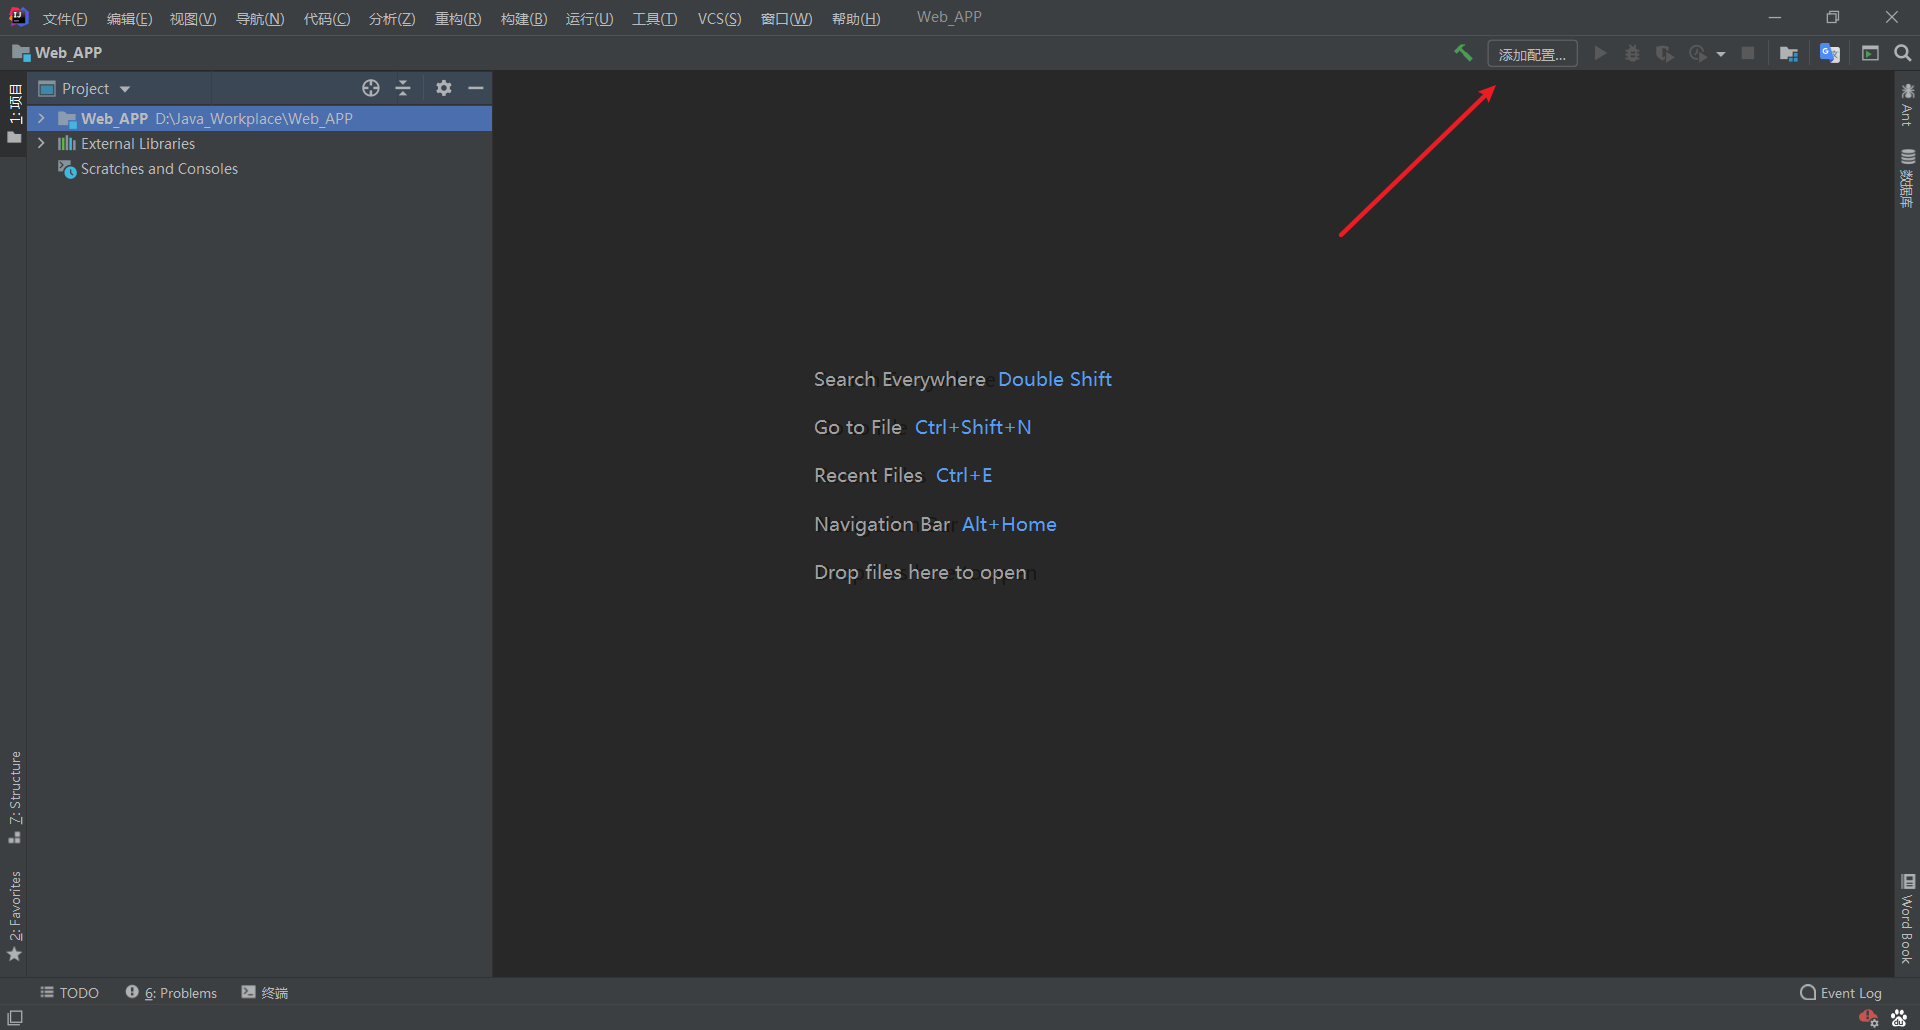 文件(F) 编辑(E) 视图(V) 导航(N) 代码(C) 分析(Z) 重构(R) 构建(B) 运行(U) 工具(T) VCS(S) 窗口(W) 帮助(H) Web_APP
Web_APP 添加配置...
1: 项目
Project
Web_APP D:\Java_Workplace\Web_APP
External Libraries
Scratches and Consoles
Search Everywhere Double Shift
Go to File Ctrl+Shift+N
Recent Files Ctrl+E
Navigation Bar Alt+Home
Drop files here to open
Ant
数据库
Z: Structure
2: Favorites
Word Book
TODO 6: Problems 终端 Event Log